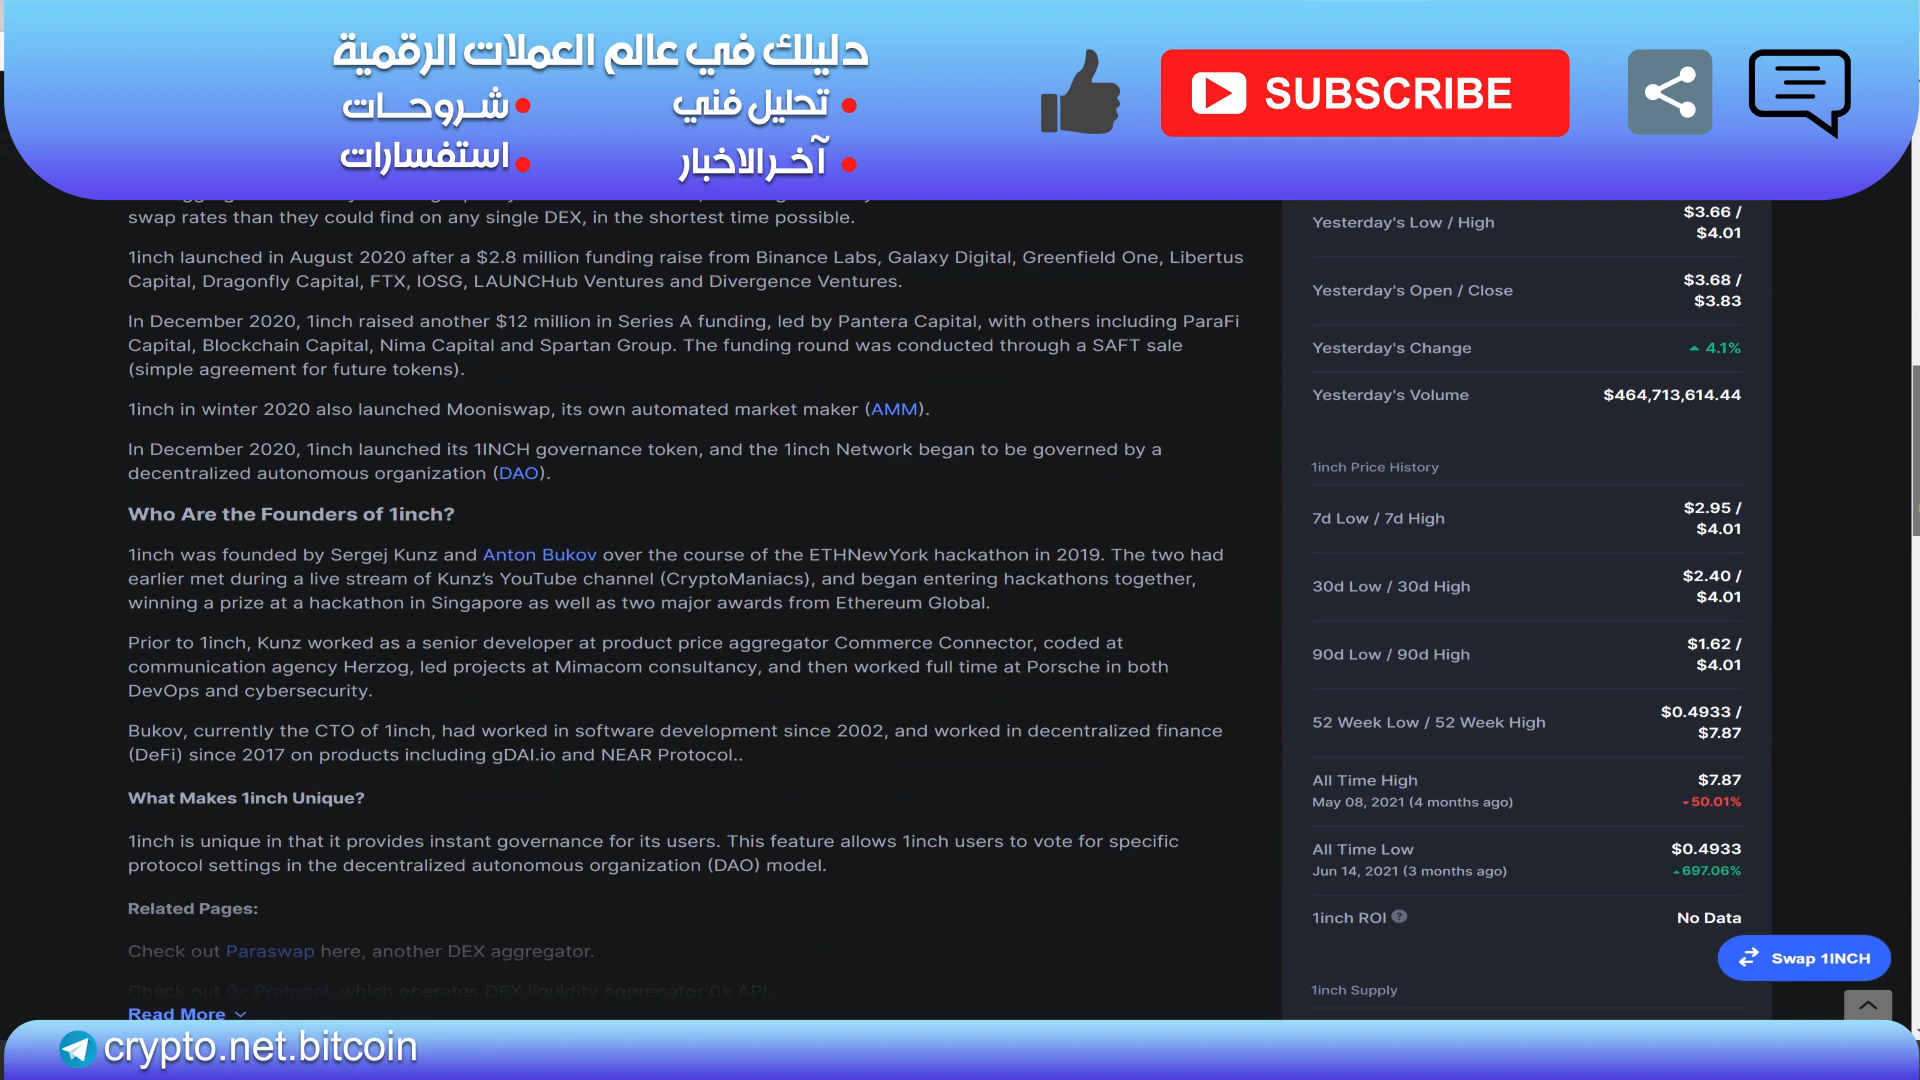 دليلك في عالم العملات الرقمية
تحليل فني
شروحات
آخر الاخبار
استفسارات
SUBSCRIBE
swap rates than they could find on any single DEX, in the shortest time possible.
1inch launched in August 2020 after a $2.8 million funding raise from Binance Labs, Galaxy Digital, Greenfield One, Libertus
Capital, Dragonfly Capital, FTX, IOSG, LAUNCHub Ventures and Divergence Ventures.
In December 2020, 1inch raised another $12 million in Series A funding, led by Pantera Capital, with others including ParaFi
Capital, Blockchain Capital, Nima Capital and Spartan Group. The funding round was conducted through a SAFT sale
(simple agreement for future tokens).
1inch in winter 2020 also launched Mooniswap, its own automated market maker (AMM).
In December 2020, 1inch launched its 1INCH governance token, and the 1inch Network began to be governed by a
decentralized autonomous organization (DAO).
Who Are the Founders of 1inch?
1inch was founded by Sergej Kunz and Anton Bukov over the course of the ETHNewYork hackathon in 2019. The two had
earlier met during a live stream of Kunz’s YouTube channel (CryptoManiacs), and began entering hackathons together,
winning a prize at a hackathon in Singapore as well as two major awards from Ethereum Global.
Prior to 1inch, Kunz worked as a senior developer at product price aggregator Commerce Connector, coded at
communication agency Herzog, led projects at Mimacom consultancy, and then worked full time at Porsche in both
DevOps and cybersecurity.
Bukov, currently the CTO of 1inch, had worked in software development since 2002, and worked in decentralized finance
(DeFi) since 2017 on products including gDAI.io and NEAR Protocol..
What Makes 1inch Unique?
1inch is unique in that it provides instant governance for its users. This feature allows 1inch users to vote for specific
protocol settings in the decentralized autonomous organization (DAO) model.
Related Pages:
Check out Paraswap here, another DEX aggregator.
Check out 0x Protocol, which operates DEX liquidity aggregator 0x API.
Read More
Yesterday's Low / High
$3.66 /
$4.01
Yesterday's Open / Close
$3.68 /
$3.83
Yesterday's Change
4.1%
Yesterday's Volume
$464,713,614.44
1inch Price History
7d Low / 7d High
$2.95 /
$4.01
30d Low / 30d High
$2.40 /
$4.01
90d Low / 90d High
$1.62 /
$4.01
52 Week Low / 52 Week High
$0.4933 /
$7.87
All Time High
$7.87
May 08, 2021 (4 months ago)
50.01%
All Time Low
$0.4933
Jun 14, 2021 (3 months ago)
697.06%
1inch ROI
No Data
Swap 1INCH
1inch Supply
crypto.net.bitcoin